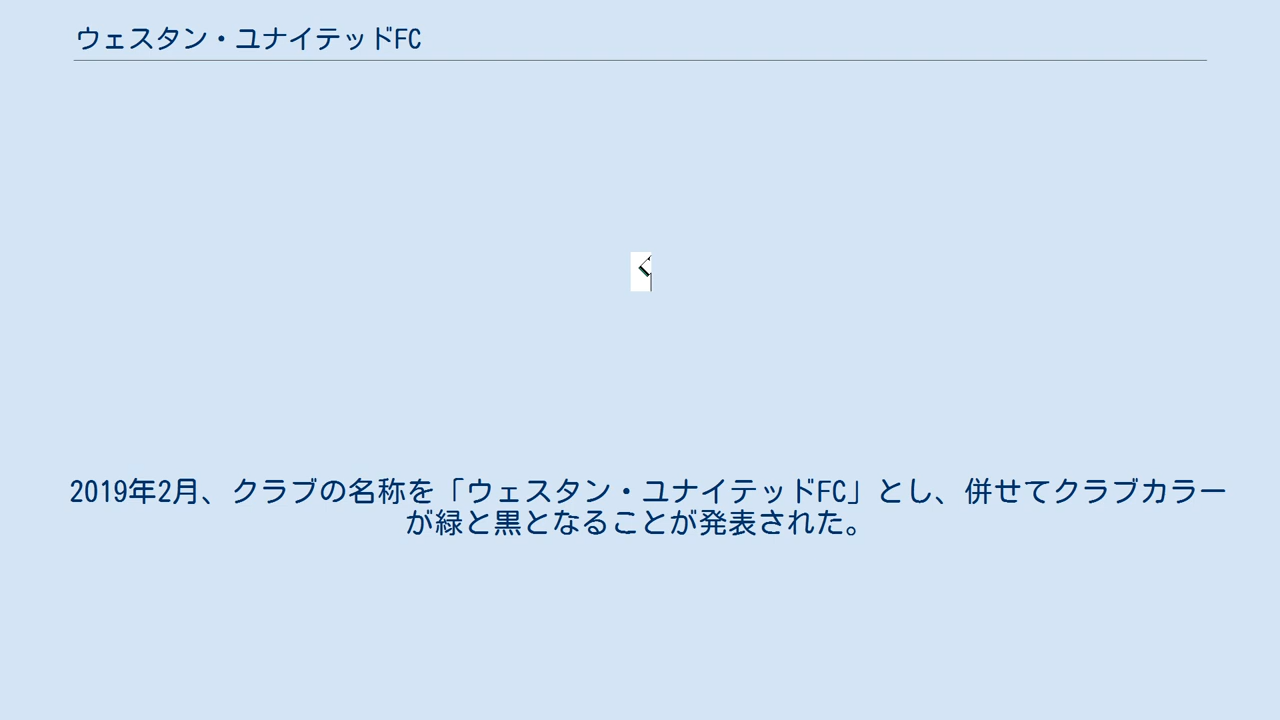 ウェスタン・ユナイテッドFC
2019年2月、クラブの名称を「ウェスタン・ユナイテッドFC」とし、併せてクラブカラー
が緑と黒となることが発表された。